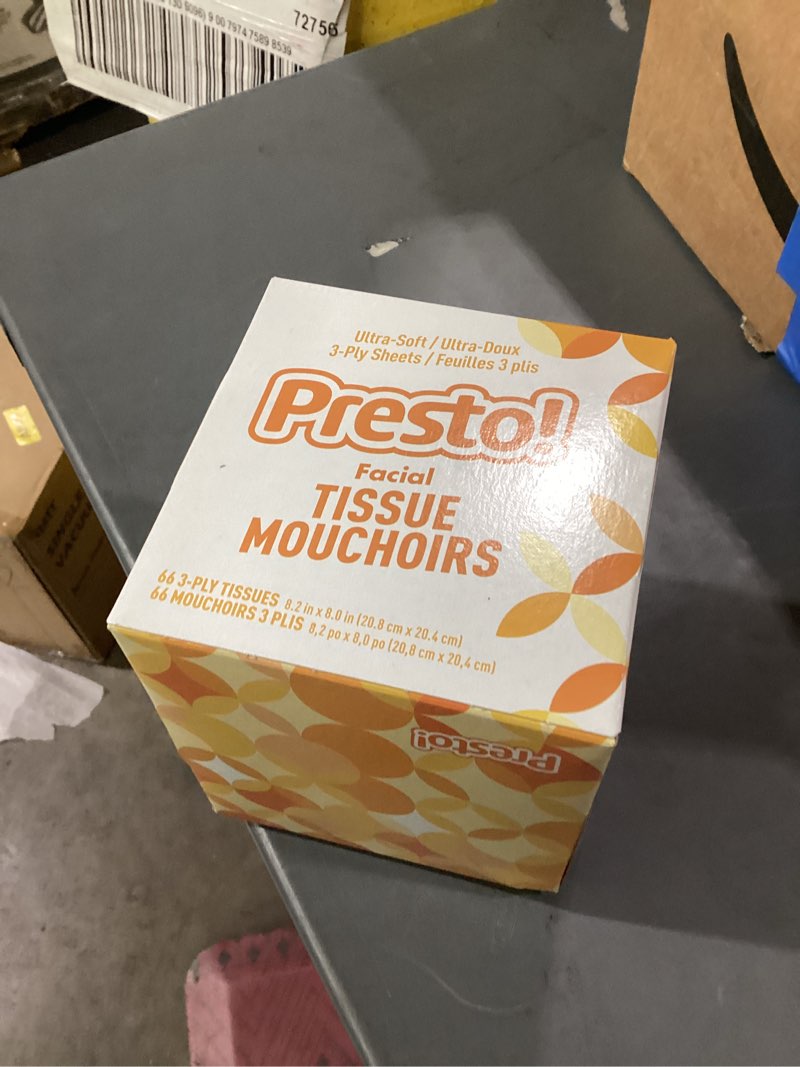 72756
Ultra-Soft / Ultra-Doux
3-Ply Sheets / Feuilles 3 plis
Presto!
Facial
TISSUE
MOUCHOIRS
66 3-PLY TISSUES 8.2 in x 8.0 in (20.8 cm x 20.4 cm)
66 MOUCHOIRS 3 PLIS 8,2 po x 8,0 po (20,8 cm x 20,4 cm)
Presto!